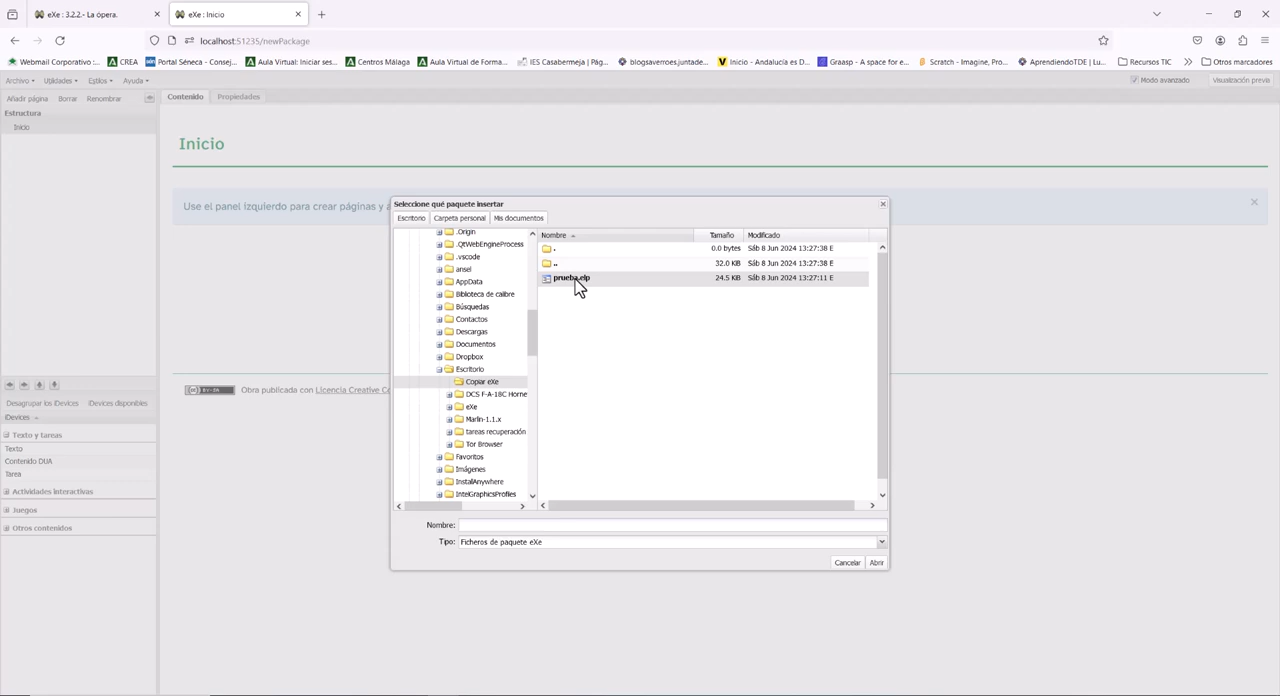 eXe : 3.2.2.- La ópera.
eXe : Inicio
localhost:51235/newPackage
Webmail Corporativo :... CREA Portal Séneca - Consej... Aula Virtual: Iniciar ses... Centros Málaga Aula Virtual de Forma... IES Casabermeja | Pág... blogsaverroes.juntade... Inicio - Andalucía es D... Graasp - A space for e... Scratch - Imagine, Pro... AprendiendoTDE | Lu... Recursos TIC Otros marcadores
Archivo Utilidades Estilos Ayuda Modo avanzado Visualización previa
Añadir página Borrar Renombrar Contenido Propiedades
Estructura
Inicio
Inicio
Use el panel izquierdo para crear páginas y a
Seleccione qué paquete insertar
Escritorio Carpeta personal Mis documentos
Nombre Tamaño Modificado
. 0.0 bytes Sáb 8 Jun 2024 13:27:38 E
.. 32.0 KB Sáb 8 Jun 2024 13:27:38 E
prueba.elp 24.5 KB Sáb 8 Jun 2024 13:27:11 E
.Origin
.QtWebEngineProcess
.vscode
ansel
AppData
Biblioteca de calibre
Búsquedas
Contactos
Descargas
Documentos
Dropbox
Escritorio
Copar eXe
DCS F-A-18C Horne
eXe
Marlin-1.1.x
tareas recuperación
Tor Browser
Favoritos
Imágenes
InstalAnywhere
IntelGraphicsProfiles
Nombre:
Tipo: Ficheros de paquete eXe
Cancelar Abrir
BY-SA Obra publicada con Licencia Creative Co
Desagrupar los iDevices iDevices disponibles
iDevices
Texto y tareas
Texto
Contenido DUA
Tarea
Actividades interactivas
Juegos
Otros contenidos